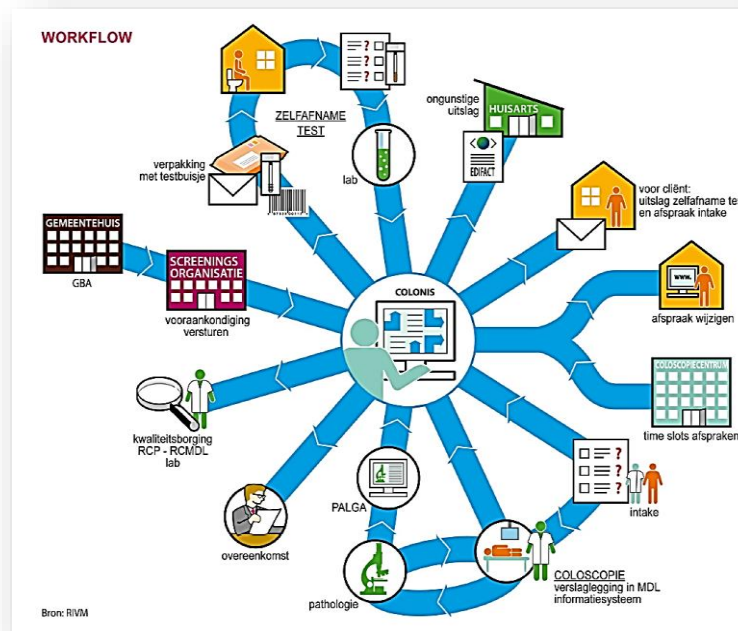 WORKFLOW
ZELFAFNAME
TEST
ongunstige
uitslag
HUISARTS
EDIFACT
verpakking
met testbuisje
lab
voor cliënt:
uitslag zelfafname te
en afspraak intake
GEMEENTEHUIS
GBA
SCREENINGS
ORGANISATIE
vooraankondiging
versturen
COLONIS
www.
afspraak wijzigen
COLOSCOPIECENTRUM
time slots afspraken
kwaliteitsborging
RCP - RCMDL
lab
PALGA
intake
overeenkomst
pathologie
COLOSCOPIE
verslaglegging in MDL
informatiesysteem
Bron: RIVM